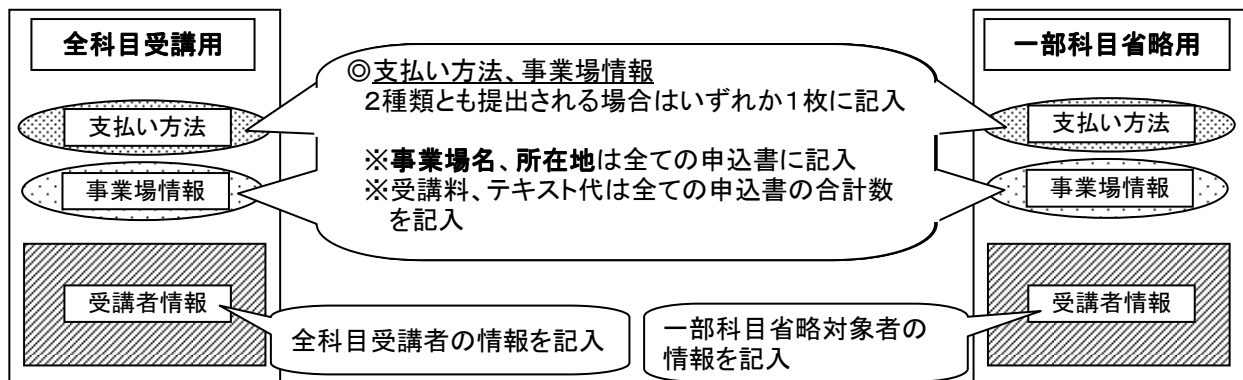 全科目受講用
支払い方法
事業場情報
受講者情報
◎支払い方法、事業場情報
2種類とも提出される場合はいずれか1枚に記入
※事業場名、所在地は全ての申込書に記入
※受講料、テキスト代は全ての申込書の合計数
を記入
全科目受講者の情報を記入
一部科目省略対象者の
情報を記入
一部科目省略用
支払い方法
事業場情報
受講者情報